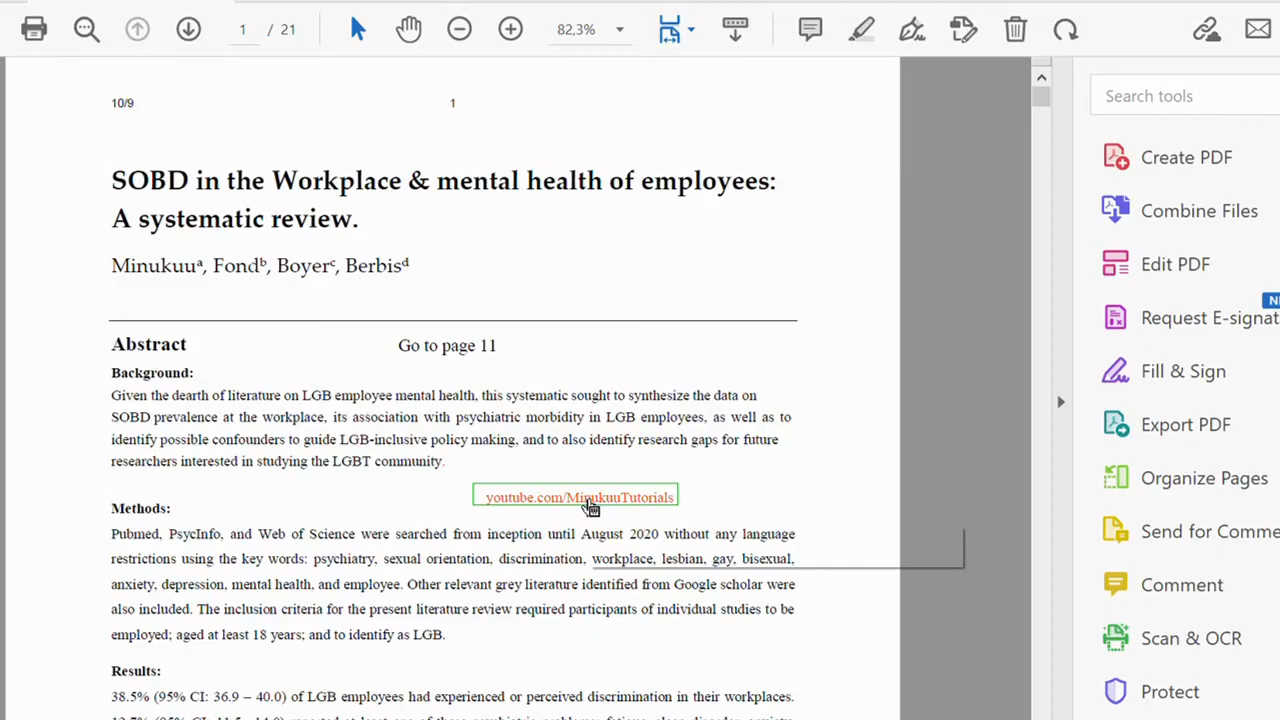 1 / 21
82,3%
10/9
1
SOBD in the Workplace & mental health of employees:
A systematic review.
Minukuuᵃ, Fondᵇ, Boyerᶜ, Berbisᵈ
Abstract
Go to page 11
Background:
Given the dearth of literature on LGB employee mental health, this systematic sought to synthesize the data on
SOBD prevalence at the workplace, its association with psychiatric morbidity in LGB employees, as well as to
identify possible confounders to guide LGB-inclusive policy making, and to also identify research gaps for future
researchers interested in studying the LGBT community.
youtube.com/MinukuuTutorials
Methods:
Pubmed, PsycInfo, and Web of Science were searched from inception until August 2020 without any language
restrictions using the key words: psychiatry, sexual orientation, discrimination, workplace, lesbian, gay, bisexual,
anxiety, depression, mental health, and employee. Other relevant grey literature identified from Google scholar were
also included. The inclusion criteria for the present literature review required participants of individual studies to be
employed; aged at least 18 years; and to identify as LGB.
Results:
38.5% (95% CI: 36.9 – 40.0) of LGB employees had experienced or perceived discrimination in their workplaces.
Search tools
Create PDF
Combine Files
Edit PDF
Request E-signat
Fill & Sign
Export PDF
Organize Pages
Send for Comme
Comment
Scan & OCR
Protect